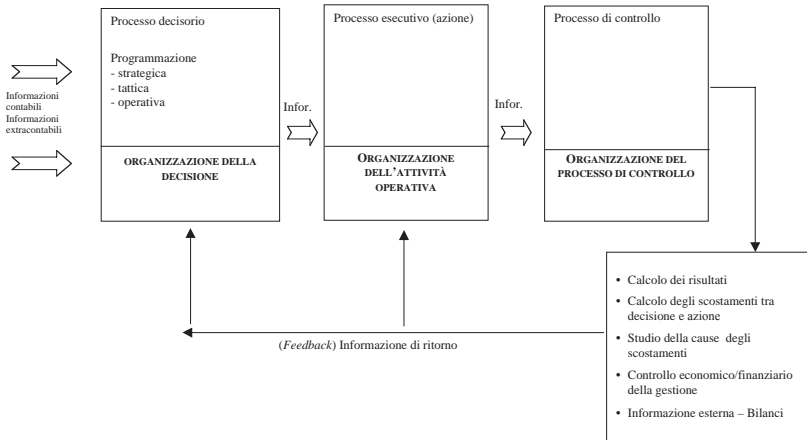 Informazioni
contabili
Informazioni
extracontabili
Processo decisorio
Programmazione
- strategica
- tattica
- operativa
ORGANIZZAZIONE DELLA
DECISIONE
Infor.
Processo esecutivo (azione)
ORGANIZZAZIONE
DELL'ATTIVITÀ
OPERATIVA
Infor.
Processo di controllo
ORGANIZZAZIONE DEL
PROCESSO DI CONTROLLO
• Calcolo dei risultati
• Calcolo degli scostamenti tra
decisione e azione
• Studio della cause degli
scostamenti
• Controllo economico/finanziario
della gestione
• Informazione esterna – Bilanci
(Feedback) Informazione di ritorno